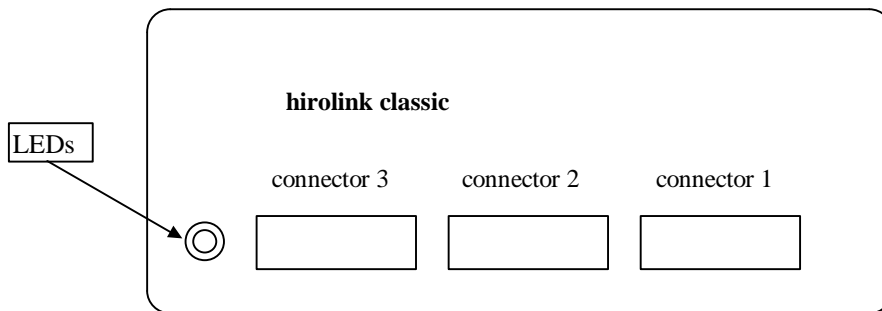 hirolink classic
LEDs
connector 3
connector 2
connector 1